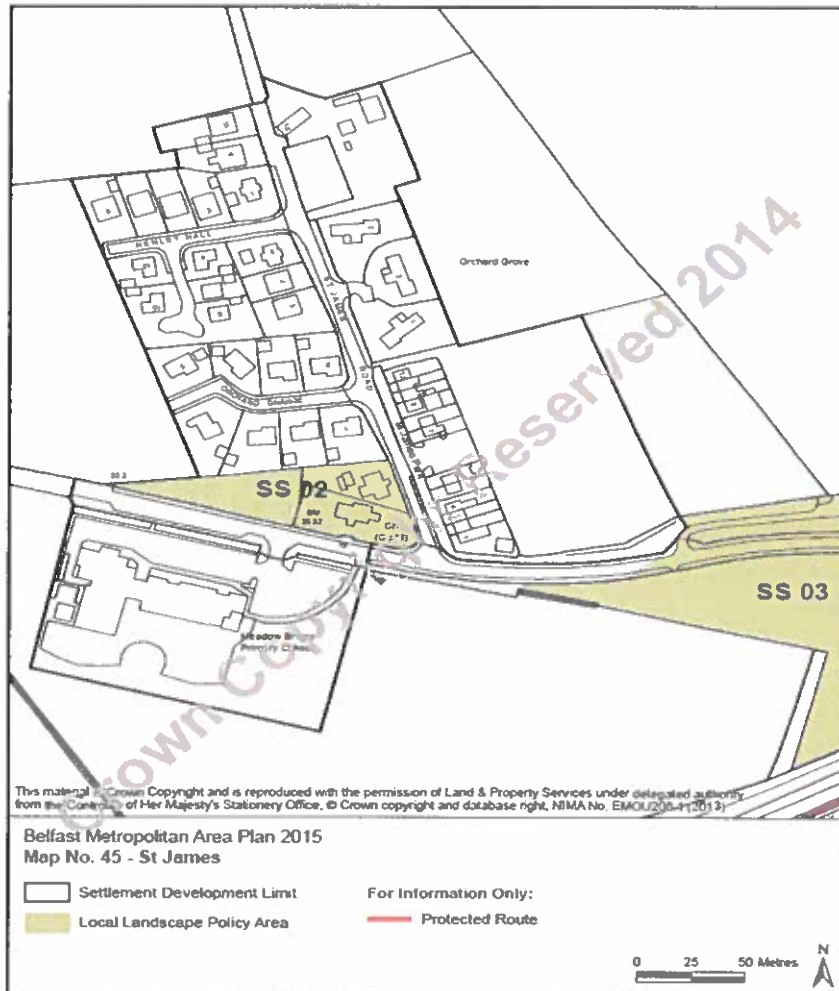 HENLEY HALL
Orchard Grove
ST JAMES
ROAD
SS 02
SS 03
Meadow Bridge
Primary School
Crown Copyright Reserved 2014
This material is Crown Copyright and is reproduced with the permission of Land & Property Services under delegated authority
from the Controller of Her Majesty's Stationery Office, © Crown copyright and database right, NIMA No.
Belfast Metropolitan Area Plan 2015
Map No. 45 - St James
Settlement Development Limit
Local Landscape Policy Area
For Information Only:
Protected Route
0 25 50 Metres
N